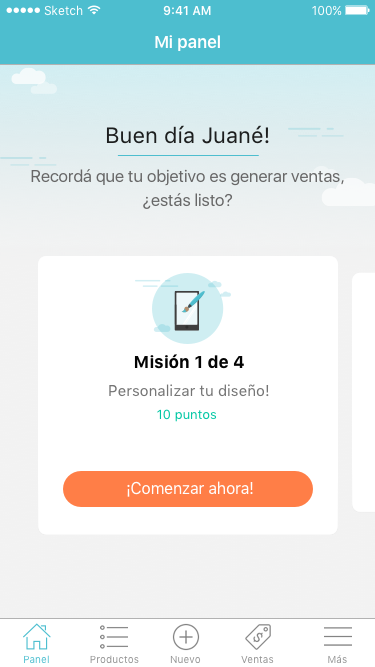 Sketch 9:41 AM 100%
Mi panel
Buen día Juané!
Recordá que tu objetivo es generar ventas,
¿estás listo?
Misión 1 de 4
Personalizar tu diseño!
10 puntos
¡Comenzar ahora!
Panel Productos Nuevo Ventas Más